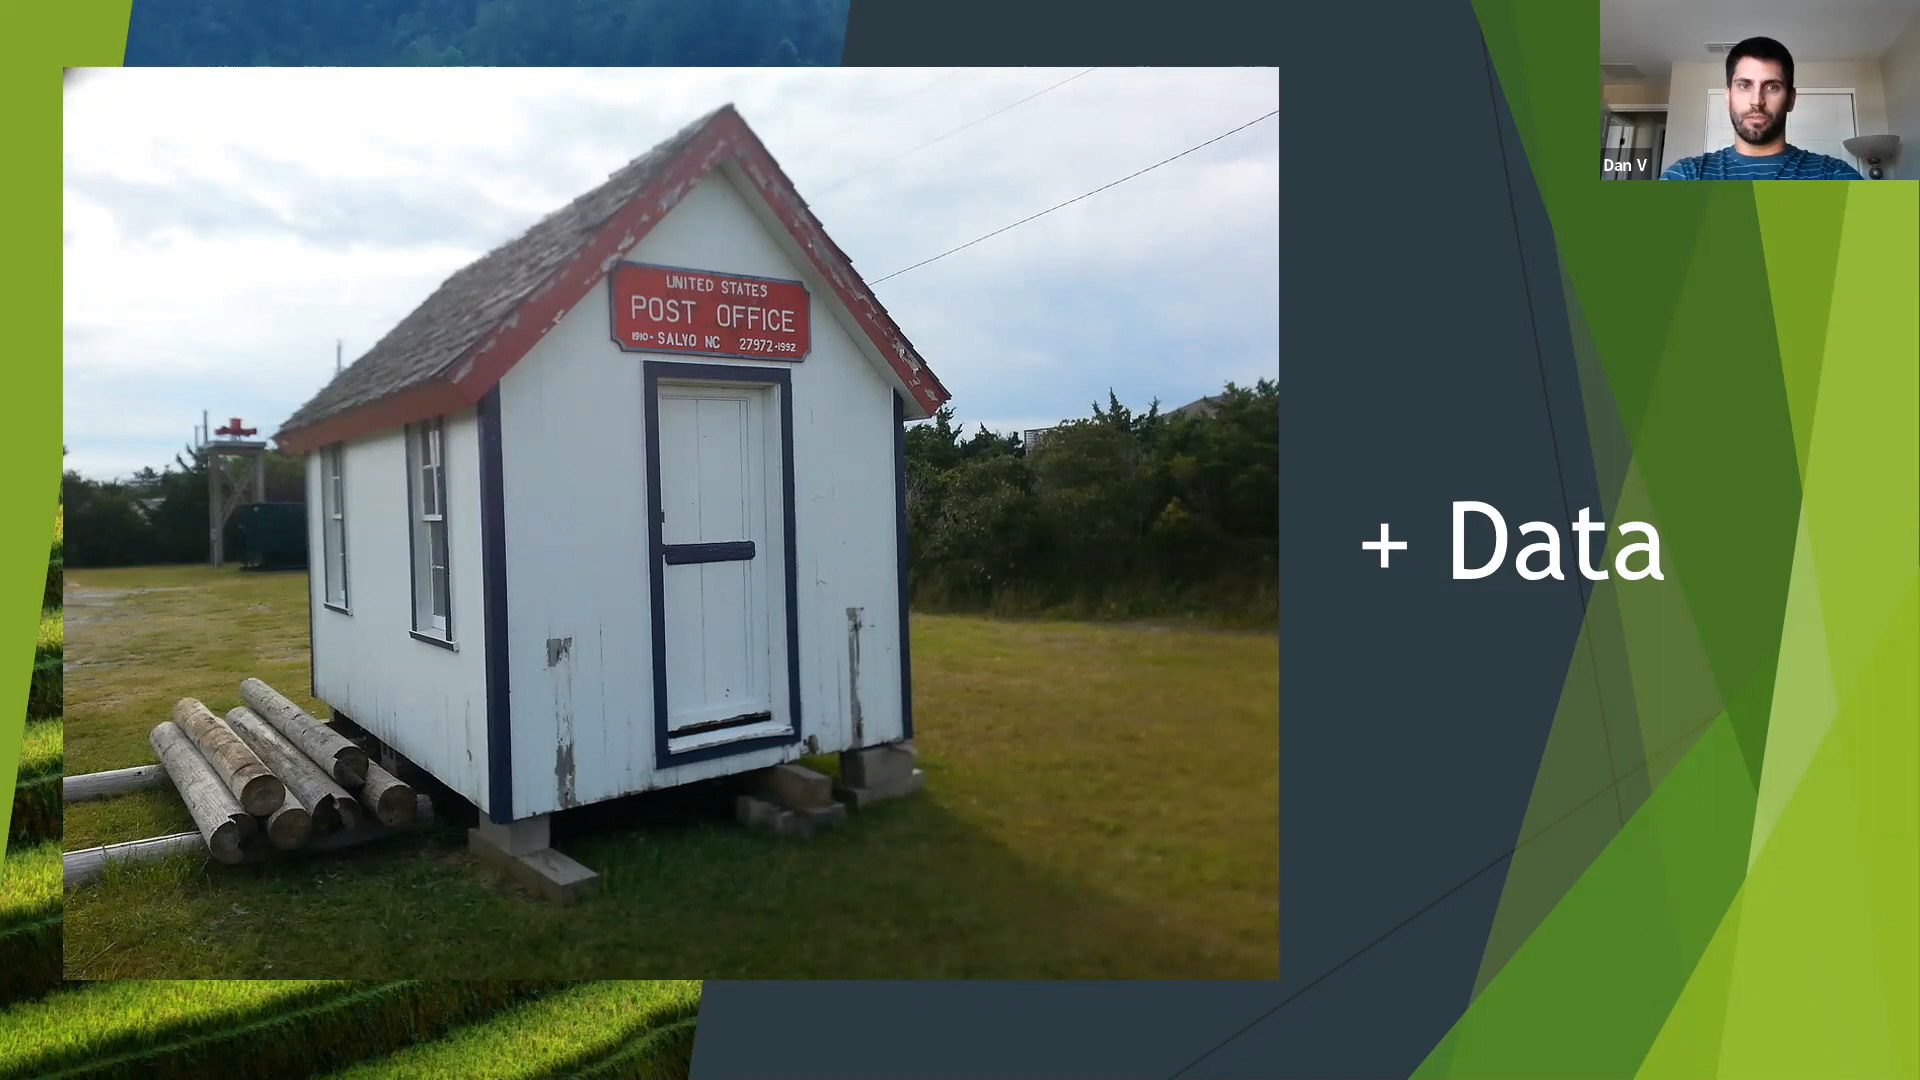 UNITED STATES
POST OFFICE
1910- SALVO NC 27972-1992
+ Data
Dan V